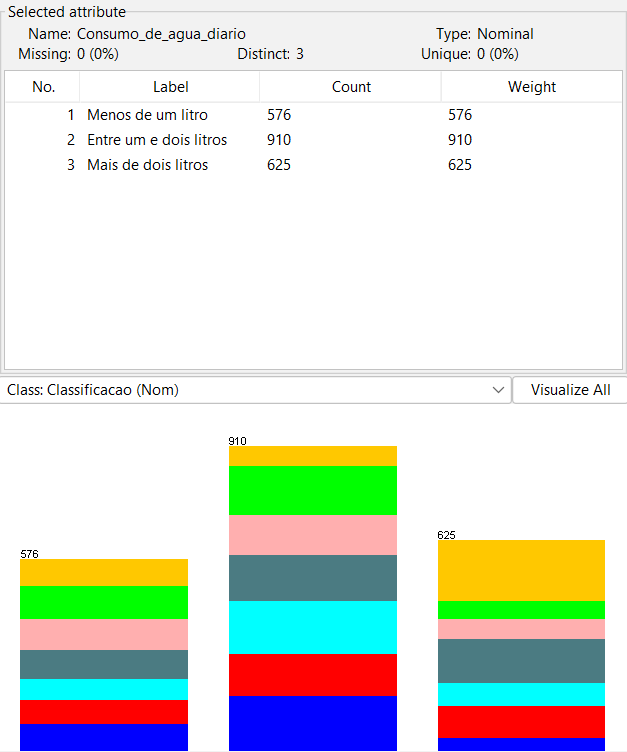 Selected attribute
Name: Consumo_de_agua_diario Type: Nominal
Missing: 0 (0%) Distinct: 3 Unique: 0 (0%)
No. Label Count Weight
1 Menos de um litro 576 576
2 Entre um e dois litros 910 910
3 Mais de dois litros 625 625
Class: Classificacao (Nom) Visualize All
910
625
576